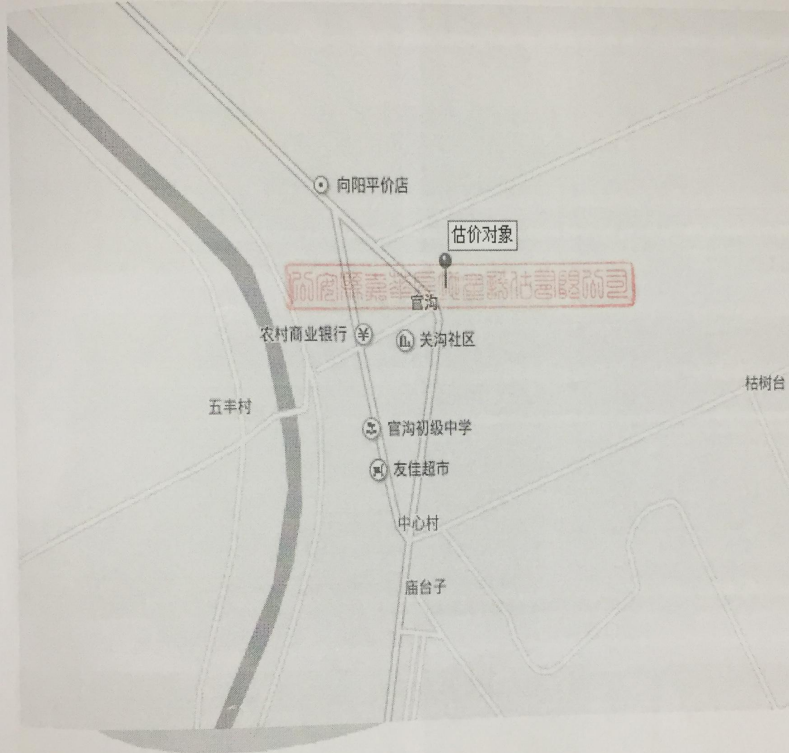 向阳平价店
估价对象
官沟
农村商业银行
关沟社区
枯树台
五丰村
官沟初级中学
友佳超市
中心村
庙台子